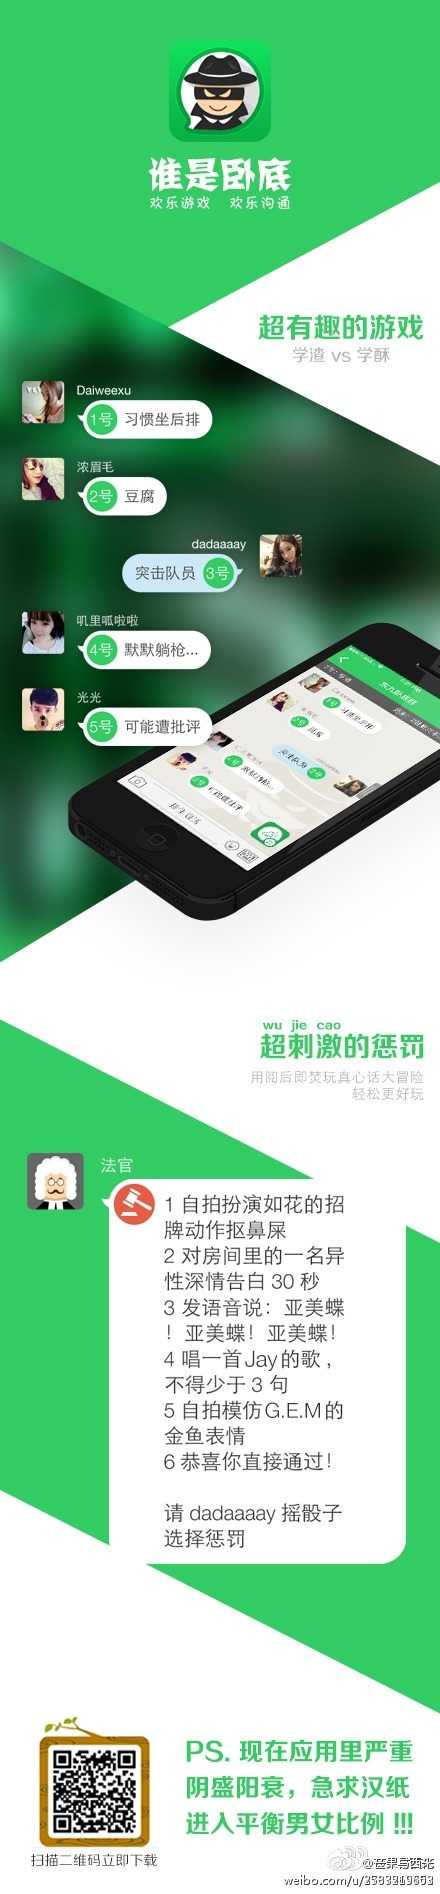 谁是卧底
欢乐游戏 欢乐沟通
超有趣的游戏
学渣 vs 学酥
Daiweexu
1号 习惯坐后排
浓眉毛
2号 豆腐
dadaaaay
突击队员 3号
叽里呱啦啦
4号 默默躺枪...
光光
5号 可能遭批评
wu jie cao
超刺激的惩罚
用阅后即焚玩真心话大冒险
轻松更好玩
法官
1 自拍扮演如花的招
牌动作抠鼻屎
2 对房间里的一名异
性深情告白 30 秒
3 发语音说：亚美蝶
！亚美蝶！亚美蝶！
4 唱一首Jay的歌，
不得少于 3 句
5 自拍模仿G.E.M的
金鱼表情
6 恭喜你直接通过！
请 dadaaaay 摇骰子
选择惩罚
PS. 现在应用里严重
阴盛阳衰，急求汉纸
进入平衡男女比例 !!!
扫描二维码立即下载